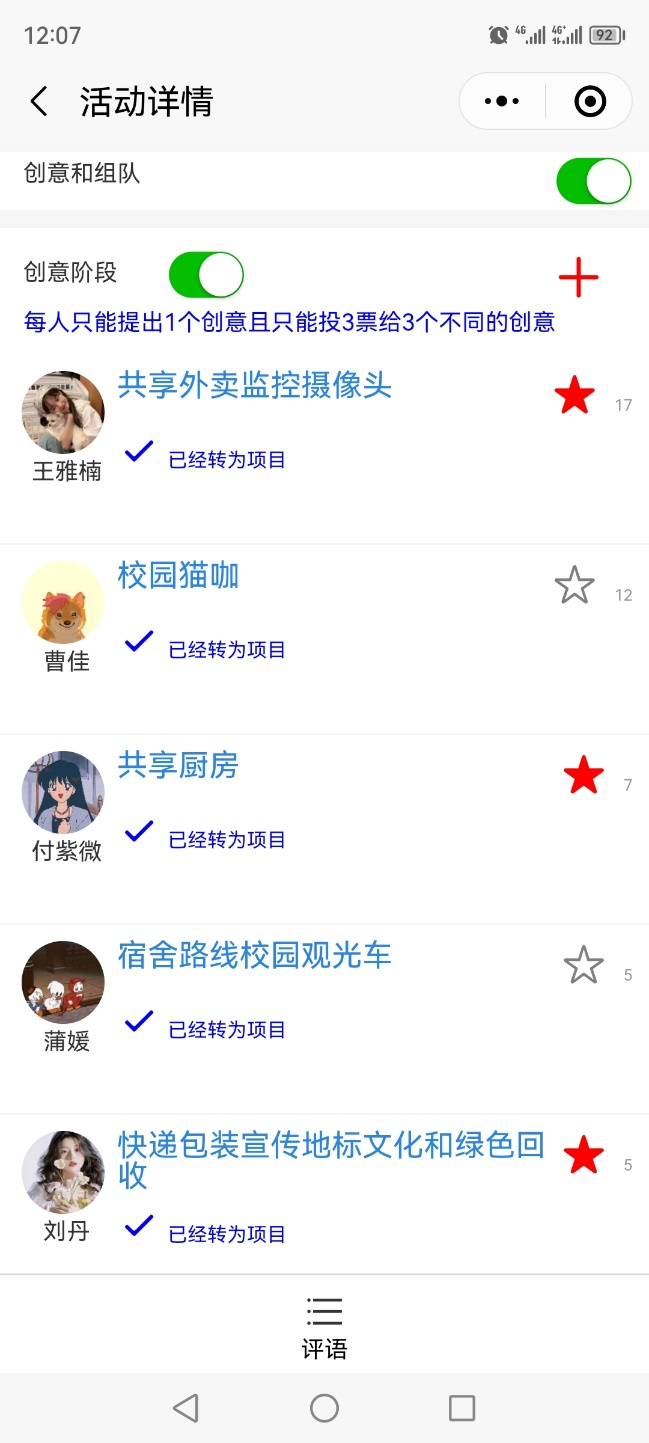 12:07
4G 4G+ 92
活动详情
创意和组队
创意阶段
每人只能提出1个创意且只能投3票给3个不同的创意
共享外卖监控摄像头
17
已经转为项目
王雅楠
校园猫咖
12
已经转为项目
曹佳
共享厨房
7
已经转为项目
付紫微
宿舍路线校园观光车
5
已经转为项目
蒲媛
快递包装宣传地标文化和绿色回
收
5
已经转为项目
刘丹
评语